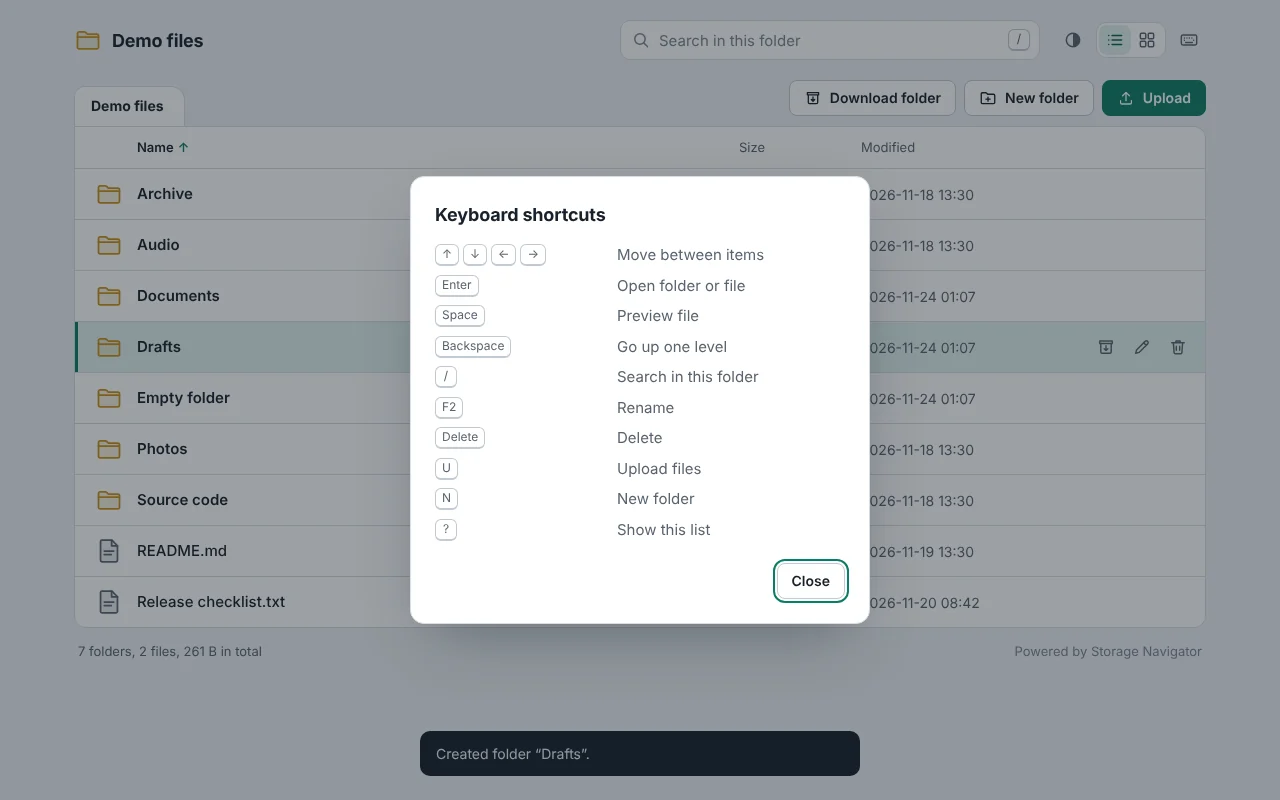 Demo files
Search in this folder /
Demo files
Download folder
New folder
Upload
Name ↑ Size Modified
Archive 026-11-18 13:30
Audio 026-11-18 13:30
Documents 026-11-24 01:07
Drafts 026-11-24 01:07
Empty folder 026-11-24 01:07
Photos 026-11-18 13:30
Source code 026-11-18 13:30
README.md 026-11-19 13:30
Release checklist.txt 026-11-20 08:42
Keyboard shortcuts
↑ ↓ ← → Move between items
Enter Open folder or file
Space Preview file
Backspace Go up one level
/ Search in this folder
F2 Rename
Delete Delete
U Upload files
N New folder
? Show this list
Close
7 folders, 2 files, 261 B in total
Powered by Storage Navigator
Created folder “Drafts”.